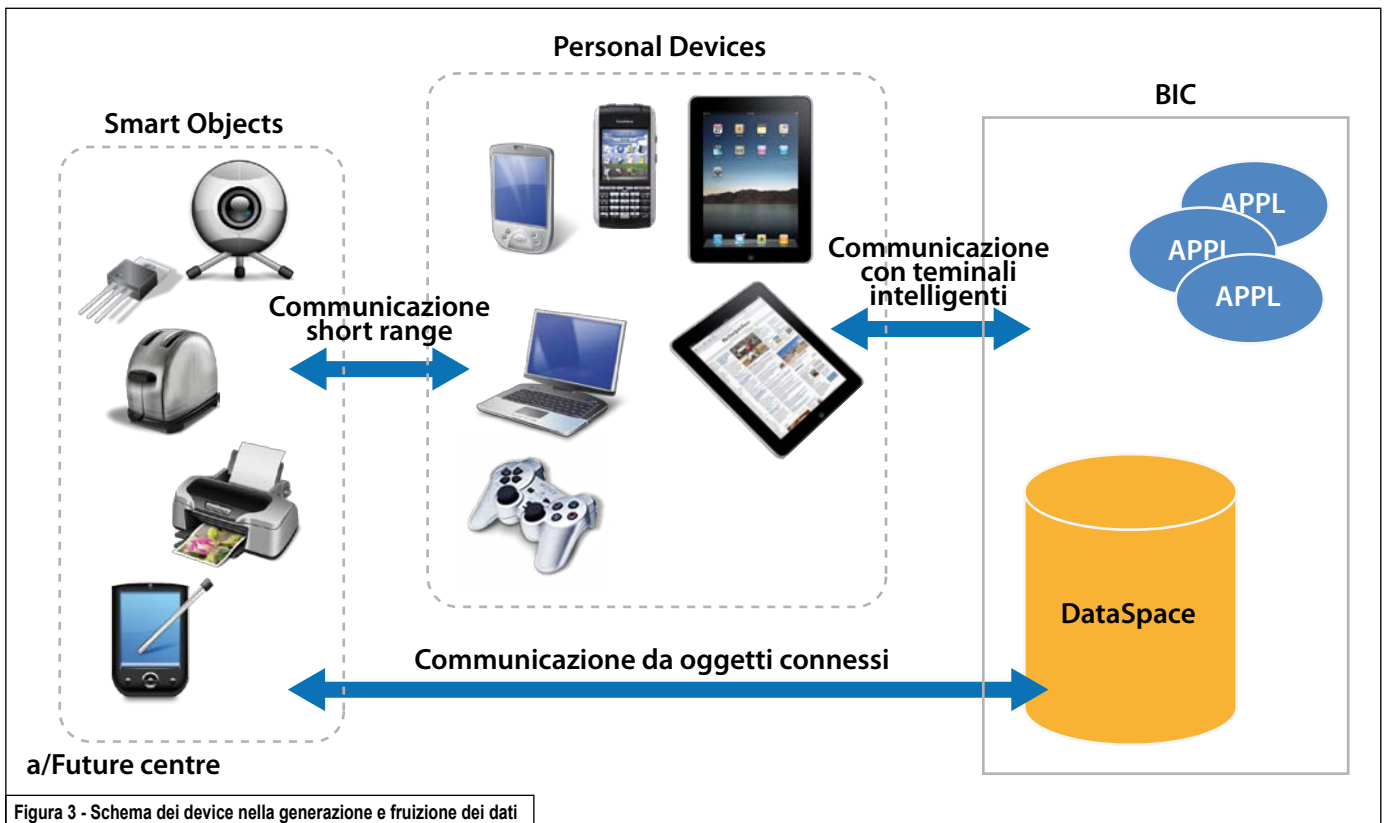 Personal Devices
BIC
Smart Objects
APPL
APPL
APPL
Communicazione
con teminali
intelligenti
Communicazione
short range
DataSpace
Communicazione da oggetti connessi
a/Future centre
Figura 3 - Schema dei device nella generazione e fruizione dei dati